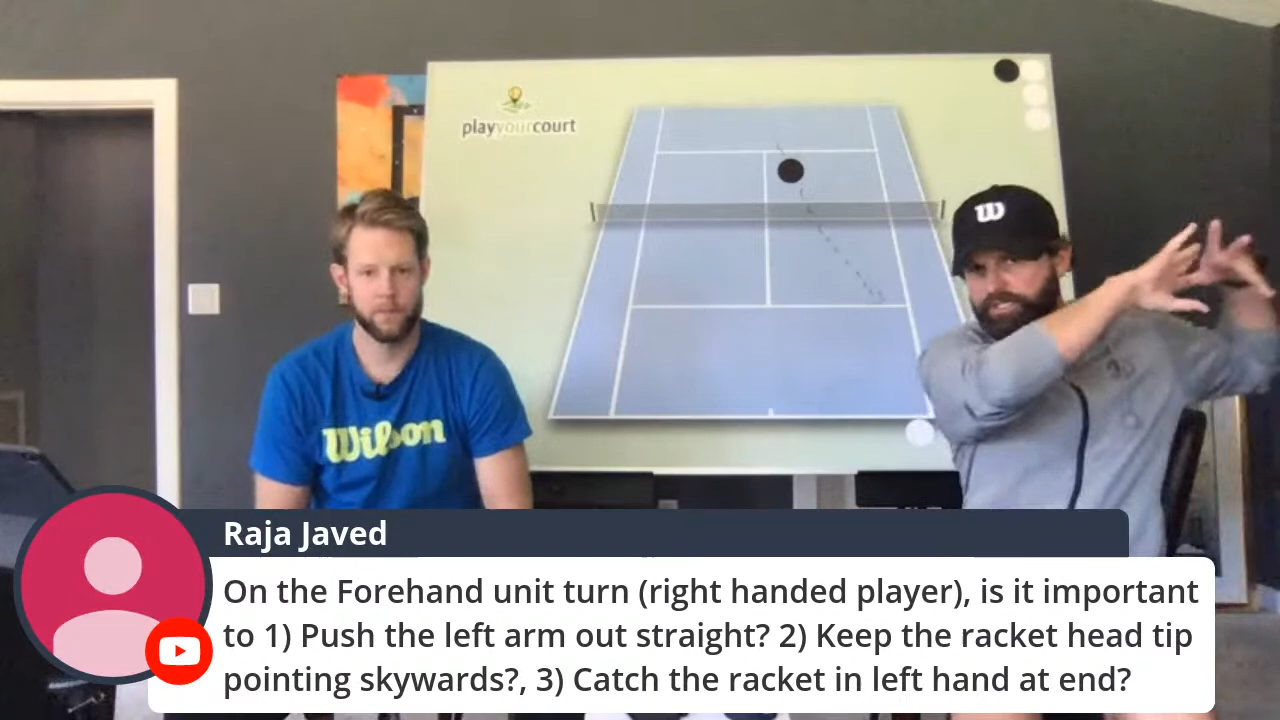 playyourcourt
W
Wilson
Raja Javed
On the Forehand unit turn (right handed player), is it important
to 1) Push the left arm out straight? 2) Keep the racket head tip
pointing skywards?, 3) Catch the racket in left hand at end?